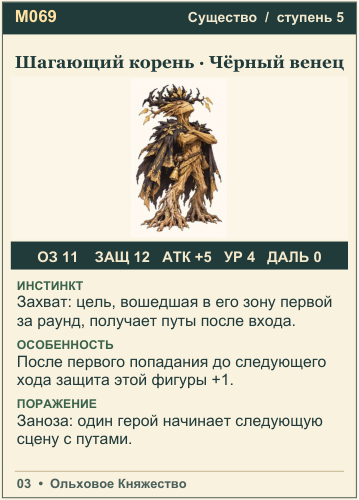 M069
Существо / ступень 5
Шагающий корень · Чёрный венец
ОЗ 11 ЗАЩ 12 АТК +5 УР 4 ДАЛЬ 0
ИНСТИНКТ
Захват: цель, вошедшая в его зону первой
за раунд, получает путы после входа.
ОСОБЕННОСТЬ
После первого попадания до следующего
хода защита этой фигуры +1.
ПОРАЖЕНИЕ
Заноза: один герой начинает следующую
сцену с путами.
03 • Ольховое Княжество